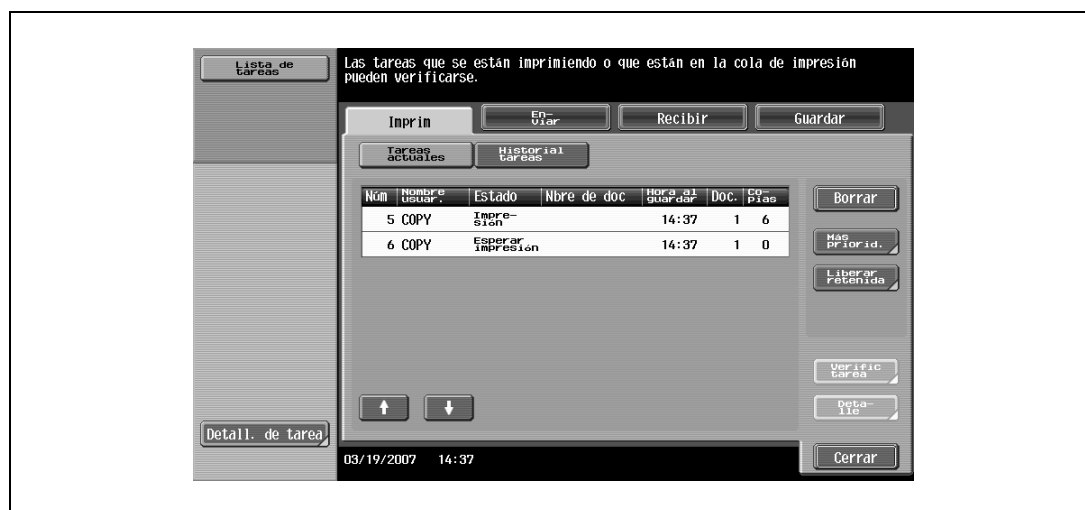 Lista de
tareas
Las tareas que se están imprimiendo o que están en la cola de impresión
pueden verificarse.
Imprim
En-
viar
Recibir
Guardar
Tareas
actuales
Historial
tareas
Núm Nombre usuar. Estado Nbre de doc Hora al guardar Doc. Co-pias
5 COPY Impre-sión 14:37 1 6
6 COPY Esperar impresión 14:37 1 0
Borrar
Más
priorid.
Liberar
retenida
Verific
tarea
Deta-
lle
Detall. de tarea
03/19/2007 14:37
Cerrar